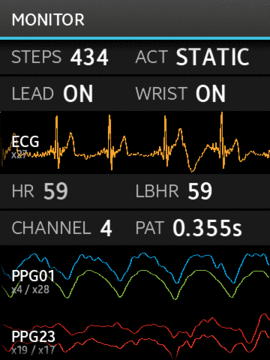 MONITOR
STEPS 434 ACT STATIC
LEAD ON WRIST ON
ECG
x27
HR 59 LBHR 59
CHANNEL 4 PAT 0.355s
PPG01
x4 / x28
PPG23
x19 / x17